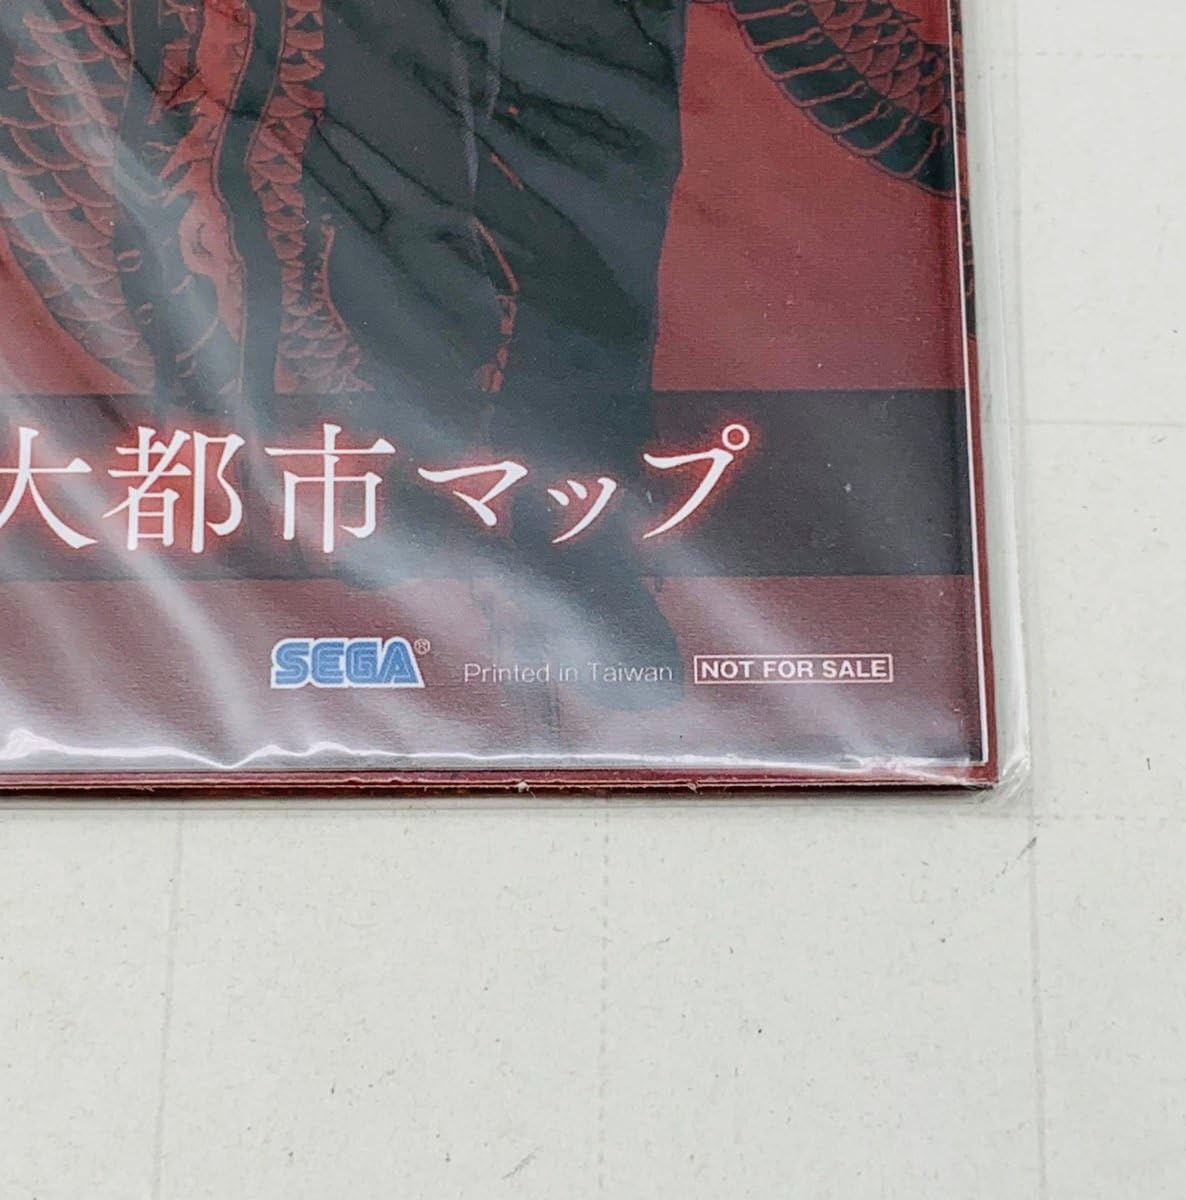 大都市マップ
SEGA® Printed in Taiwan NOT FOR SALE